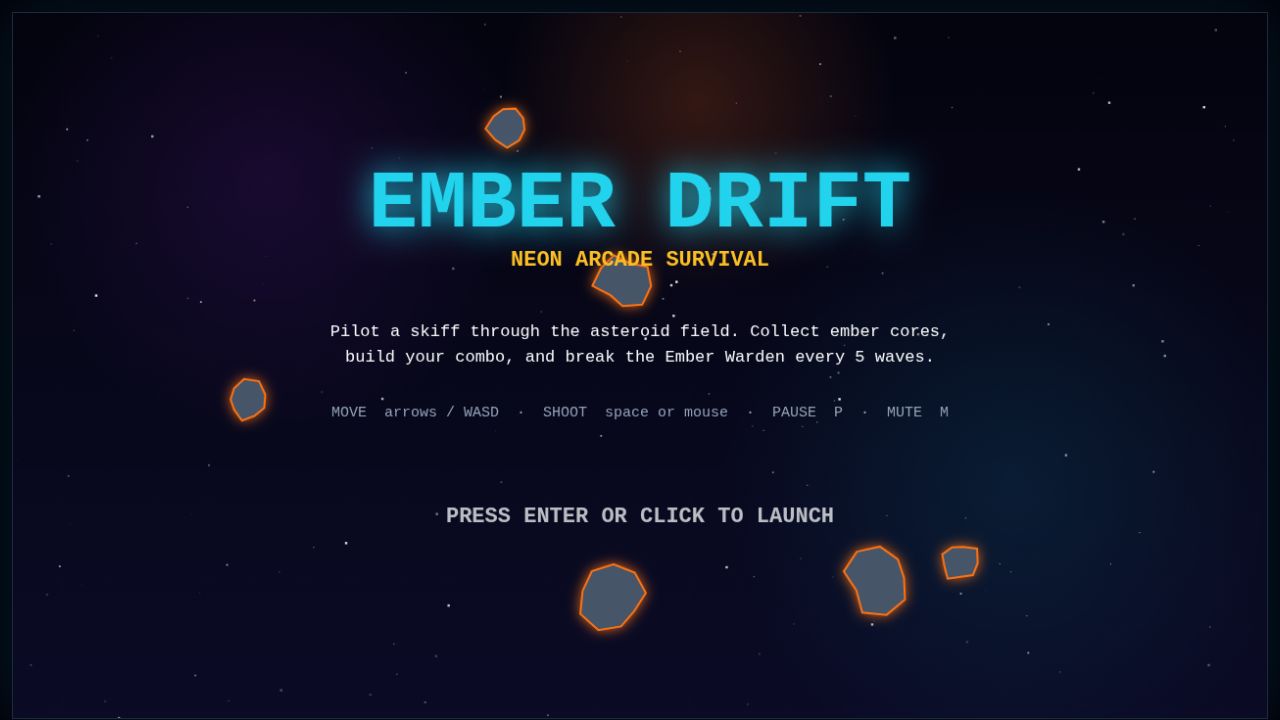 EMBER DRIFT
NEON ARCADE SURVIVAL
Pilot a skiff through the asteroid field. Collect ember cores,
build your combo, and break the Ember Warden every 5 waves.
MOVE arrows / WASD · SHOOT space or mouse · PAUSE P · MUTE M
PRESS ENTER OR CLICK TO LAUNCH